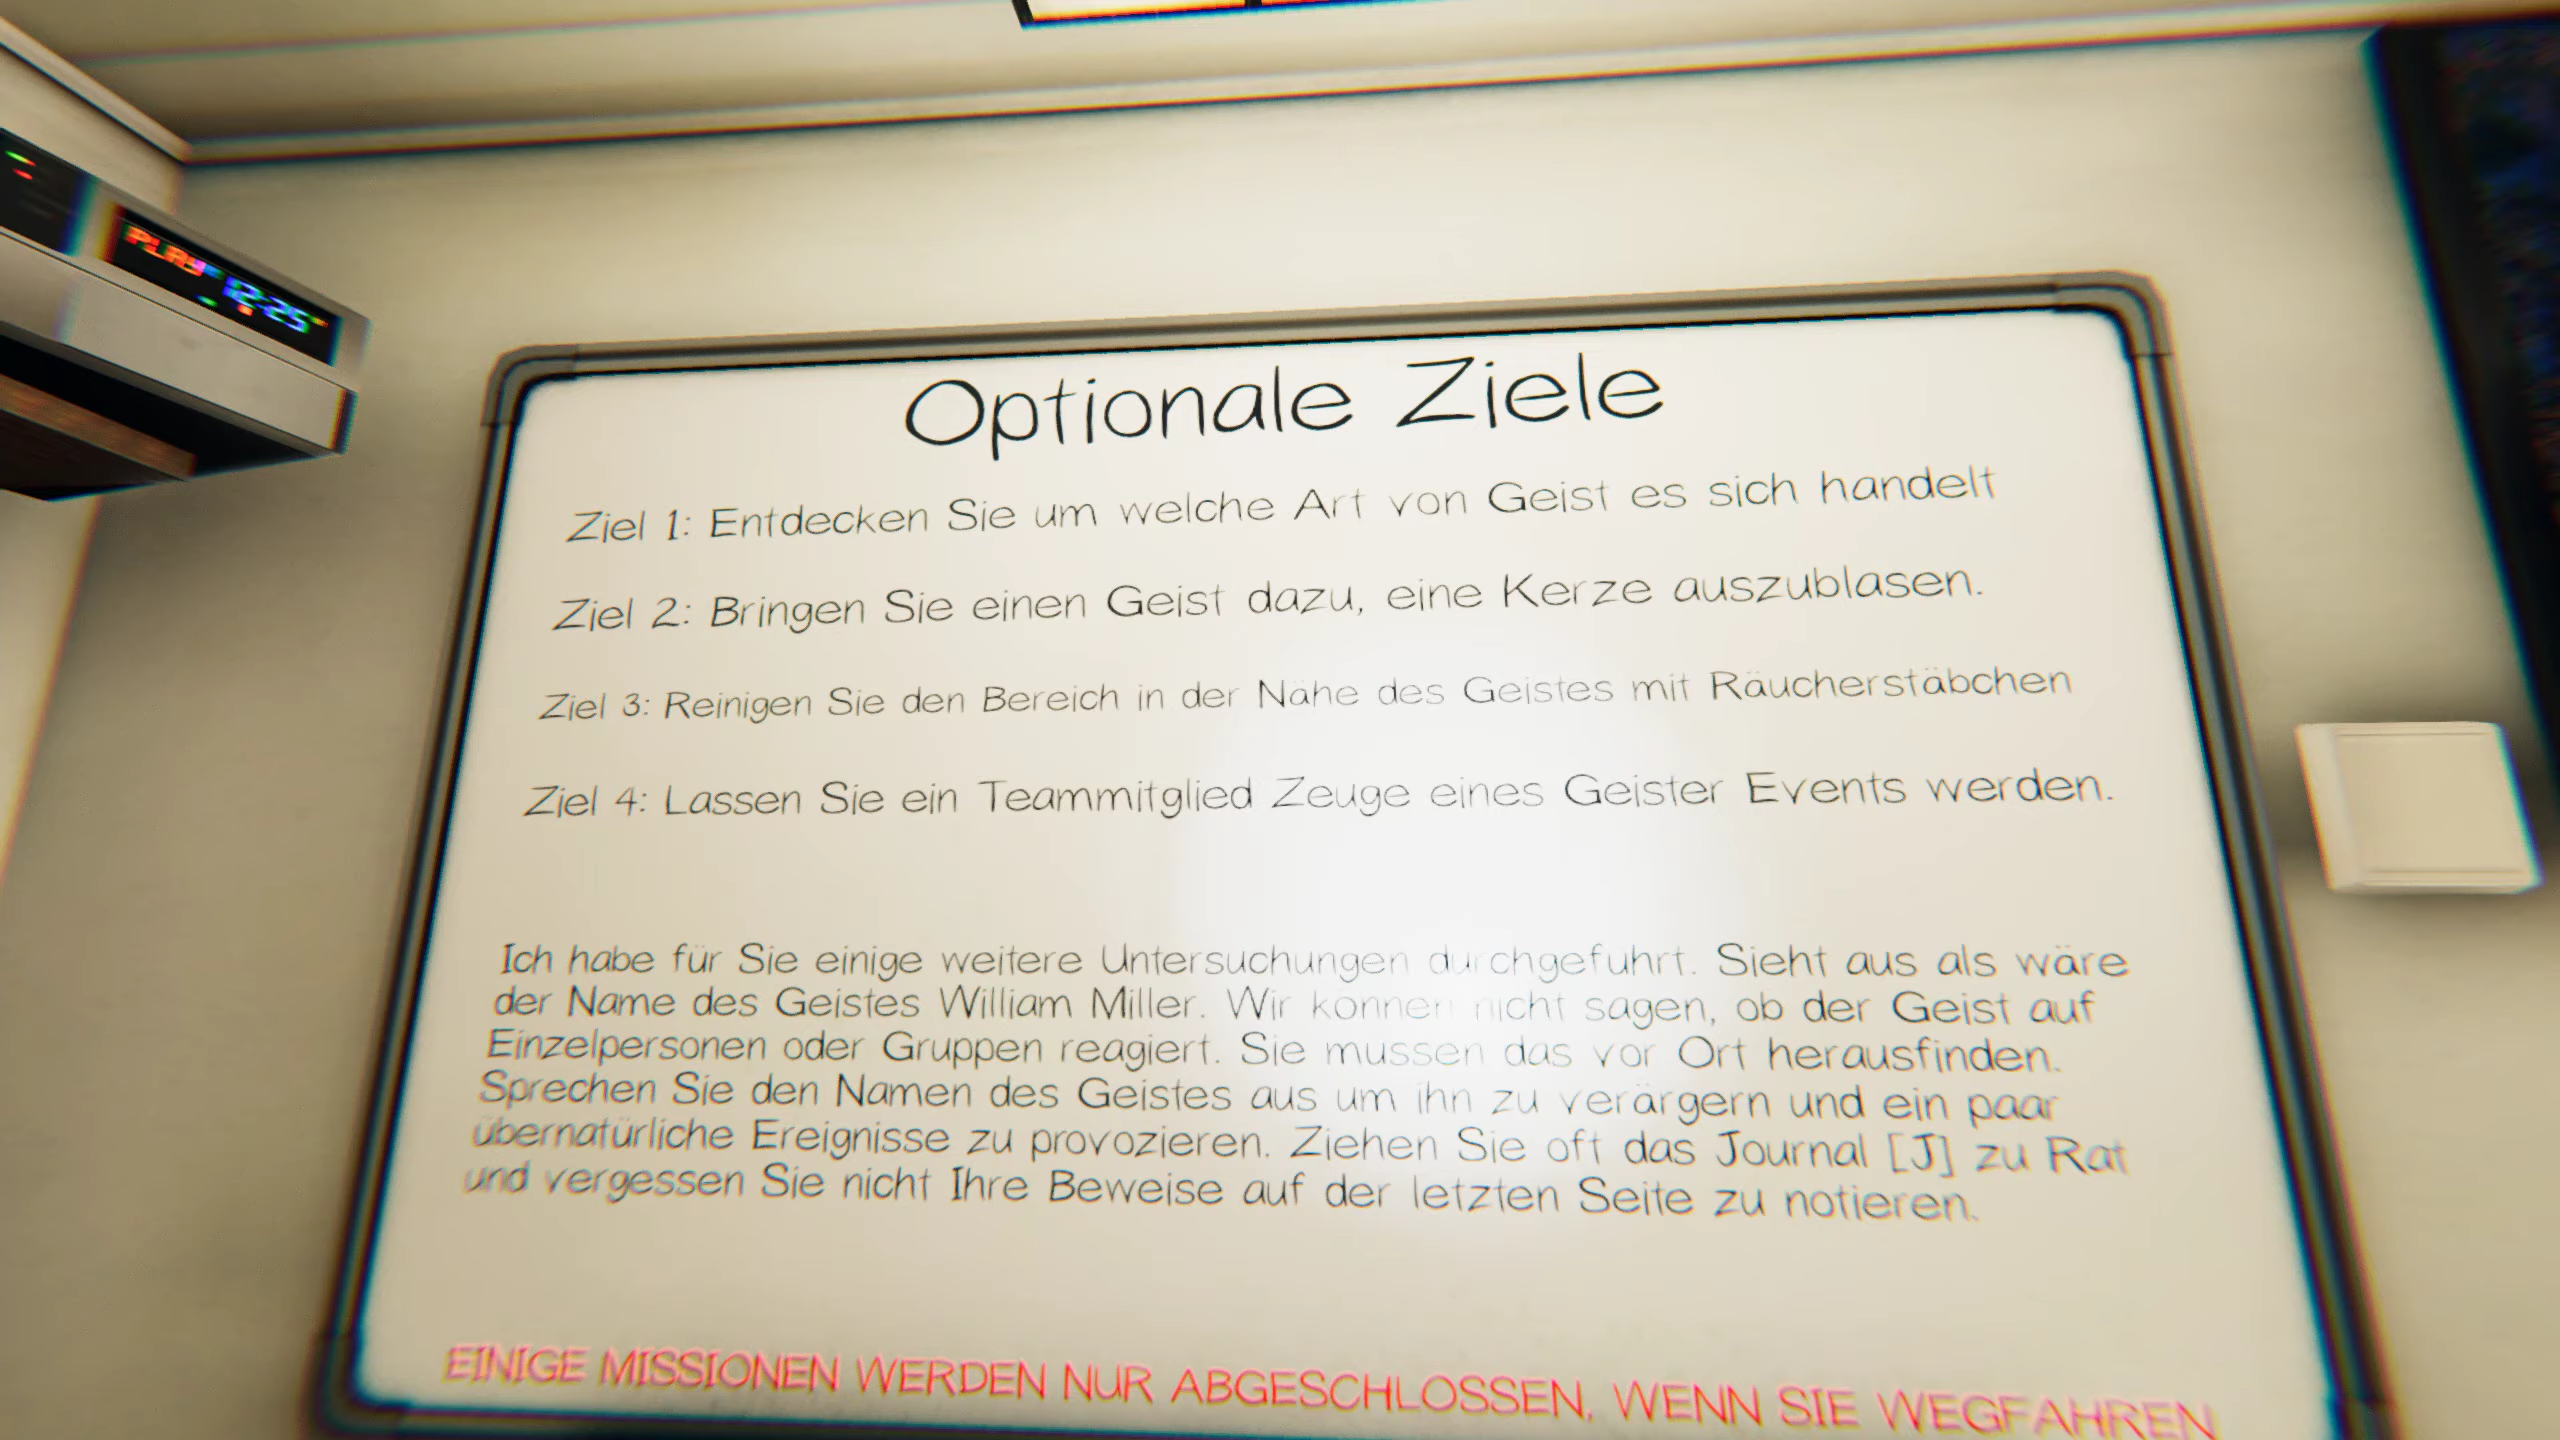 PLAY 12:25
Optionale Ziele
Ziel 1: Entdecken Sie um welche Art von Geist es sich handelt
Ziel 2: Bringen Sie einen Geist dazu, eine Kerze auszublasen.
Ziel 3: Reinigen Sie den Bereich in der Nähe des Geistes mit Räucherstäbchen
Ziel 4: Lassen Sie ein Teammitglied Zeuge eines Geister Events werden.
Ich habe für Sie einige weitere Untersuchungen durchgeführt. Sieht aus als wäre
der Name des Geistes William Miller. Wir können nicht sagen, ob der Geist auf
Einzelpersonen oder Gruppen reagiert. Sie müssen das vor Ort herausfinden.
Sprechen Sie den Namen des Geistes aus um ihn zu verärgern und ein paar
übernatürliche Ereignisse zu provozieren. Ziehen Sie oft das Journal [J] zu Rat
und vergessen Sie nicht Ihre Beweise auf der letzten Seite zu notieren.
EINIGE MISSIONEN WERDEN NUR ABGESCHLOSSEN, WENN SIE WEGFAHREN